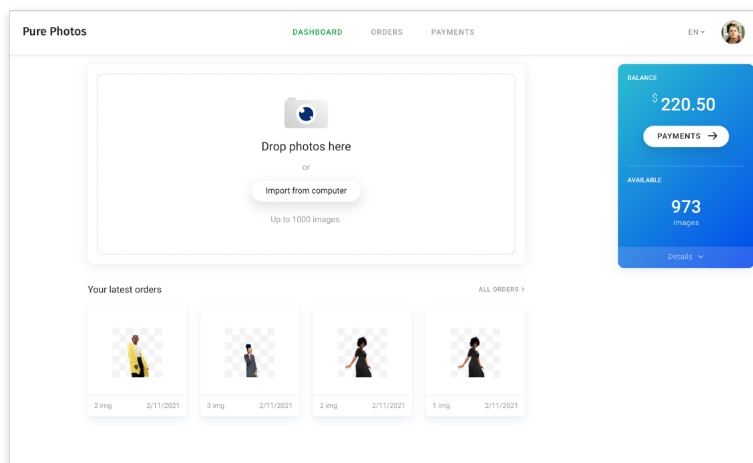 Pure Photos
DASHBOARD ORDERS PAYMENTS
EN
Drop photos here
or
Import from computer
Up to 1000 images.
BALANCE
$ 220.50
PAYMENTS →
AVAILABLE
973
images
Details
Your latest orders
ALL ORDERS
2 img 2/11/2021
3 img 2/11/2021
2 img 2/11/2021
1 img 2/11/2021